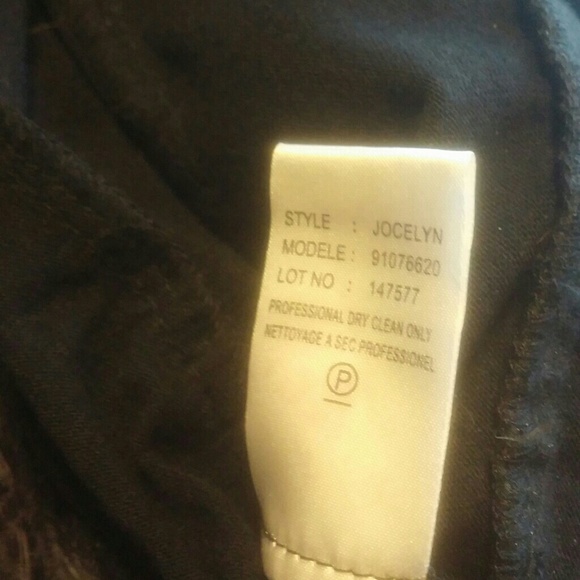 STYLE : JOCELYN
MODELE : 91076620
LOT NO : 147577
PROFESSIONAL DRY CLEAN ONLY
NETTOYAGE A SEC PROFESSIONEL
P